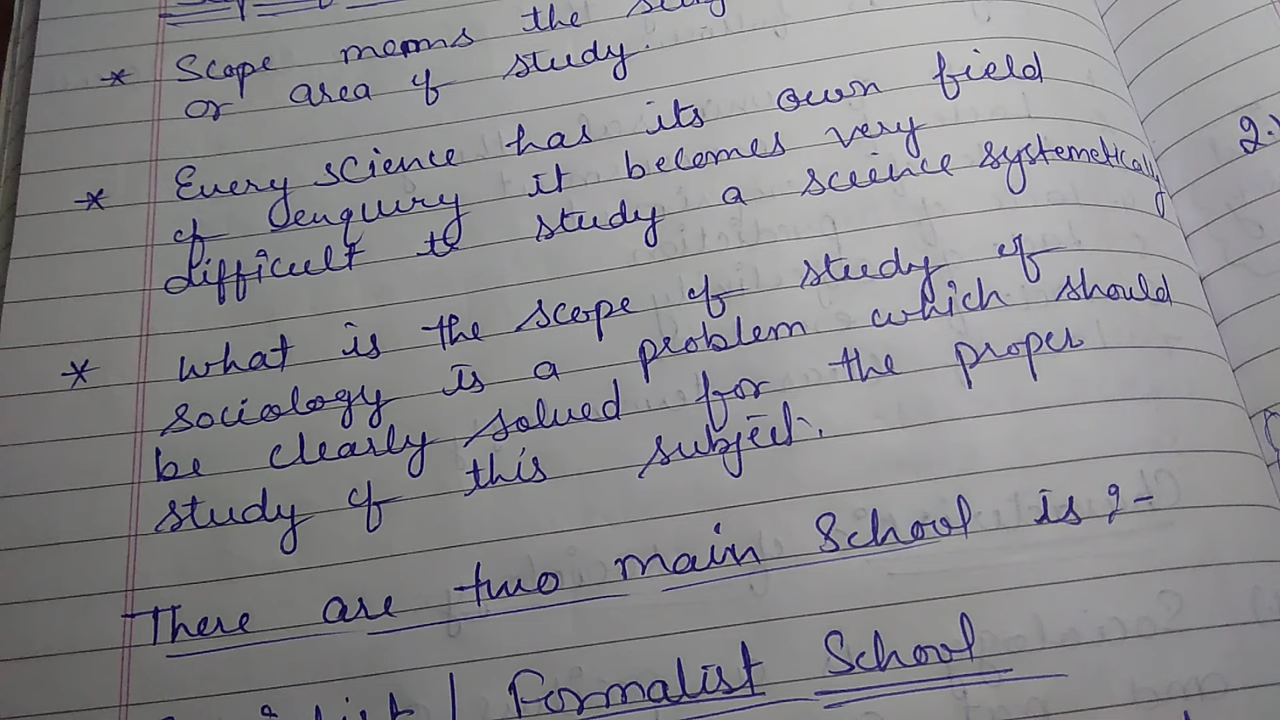 * Scope means the
or area of study.
* Every science has its own field
of enquiry it becomes very
difficult to study a science systemetically
* What is the scope of study of
sociology is a problem which should
be clearly solved for the proper
study of this subject.
There are two main School is :-
/ Formalist School
2.